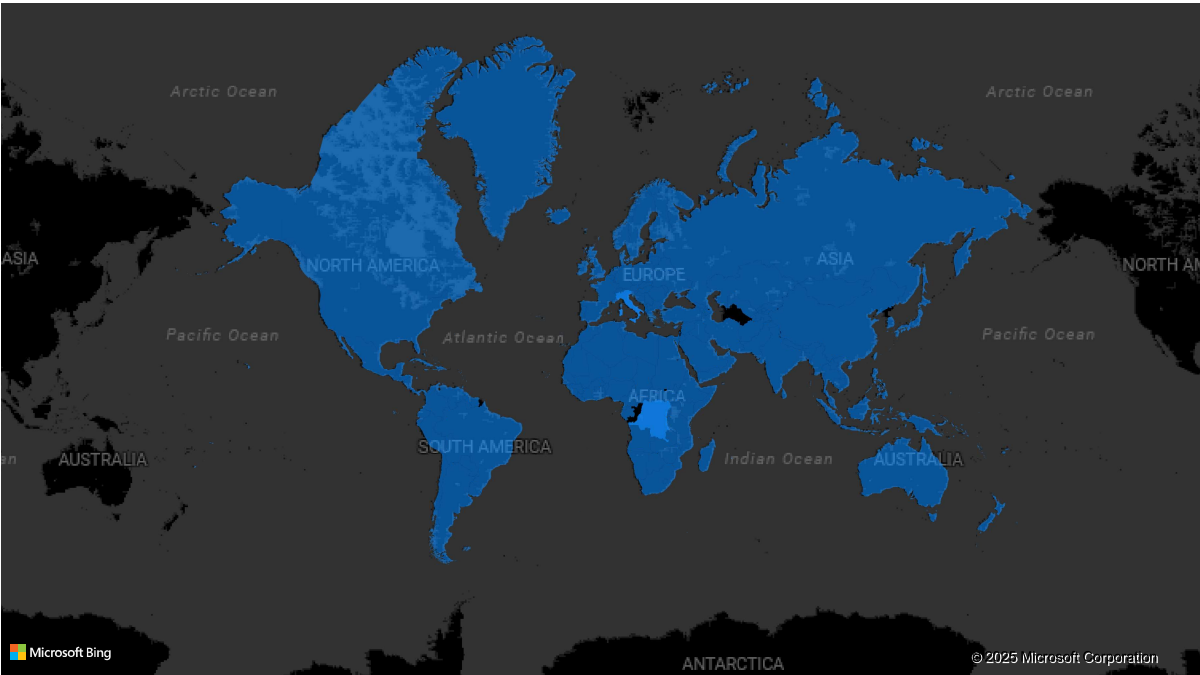 Arctic Ocean
Arctic Ocean
ASIA
NORTH AMERICA
EUROPE
ASIA
NORTH AM
Pacific Ocean
Atlantic Ocean
Pacific Ocean
AFRICA
SOUTH AMERICA
an
AUSTRALIA
Indian Ocean
AUSTRALIA
Microsoft Bing
ANTARCTICA
© 2025 Microsoft Corporation